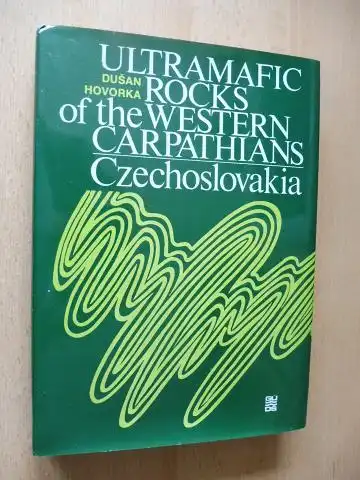 ULTRAMAFIC
DUŠAN
HOVORKA
ROCKS
of the WESTERN
CARPATHIANS
Czechoslovakia